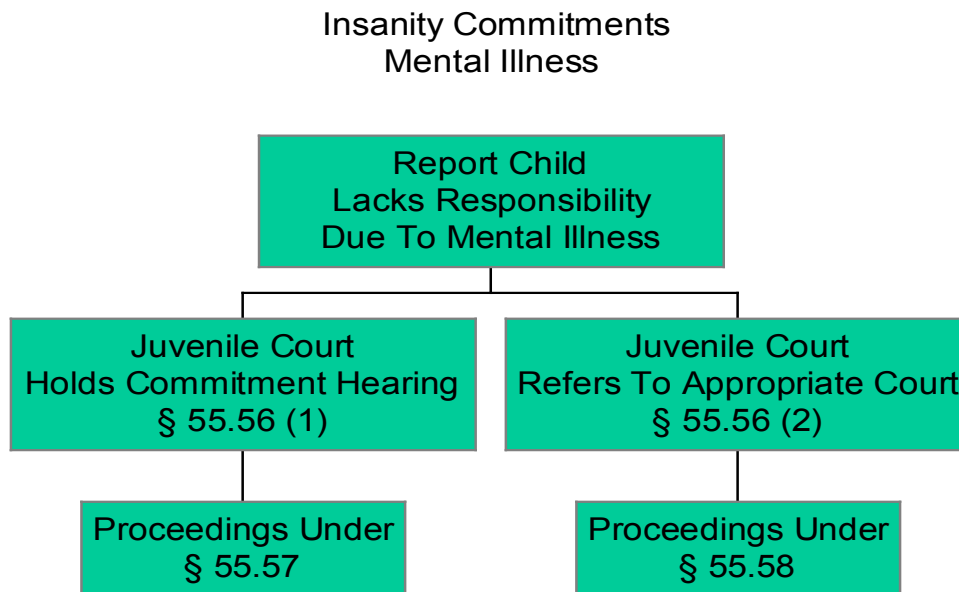 Insanity Commitments
Mental Illness
Report Child
Lacks Responsibility
Due To Mental Illness
Juvenile Court
Holds Commitment Hearing
§ 55.56 (1)
Juvenile Court
Refers To Appropriate Court
§ 55.56 (2)
Proceedings Under
§ 55.57
Proceedings Under
§ 55.58